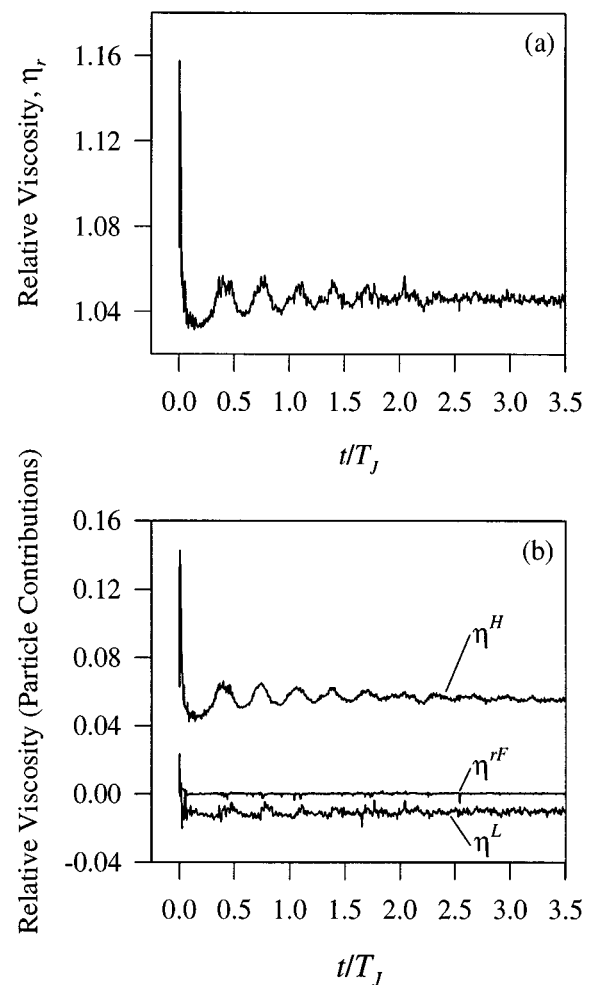 (a)
Relative Viscosity, ηr
1.16
1.12
1.08
1.04
0.0 0.5 1.0 1.5 2.0 2.5 3.0 3.5
t/TJ
(b)
Relative Viscosity (Particle Contributions)
0.16
0.12
0.08
0.04
0.00
-0.04
ηH
ηrF
ηL
0.0 0.5 1.0 1.5 2.0 2.5 3.0 3.5
t/TJ